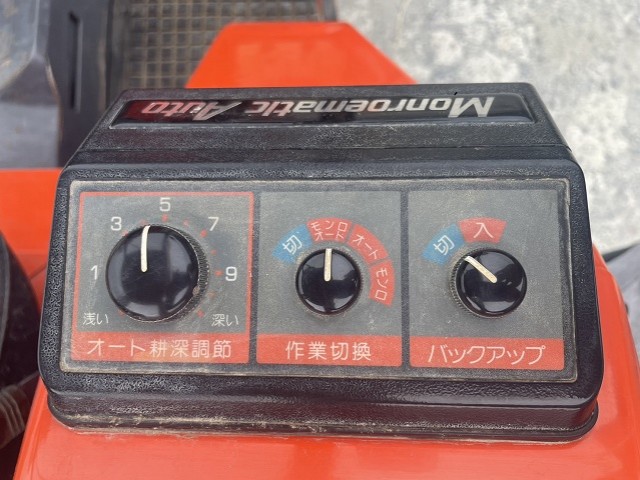 Monroematic Auto
3 5 7
1 9
浅い 深い
オート耕深調節
切 モンロオート オート モンロ
作業切換
切 入
バックアップ